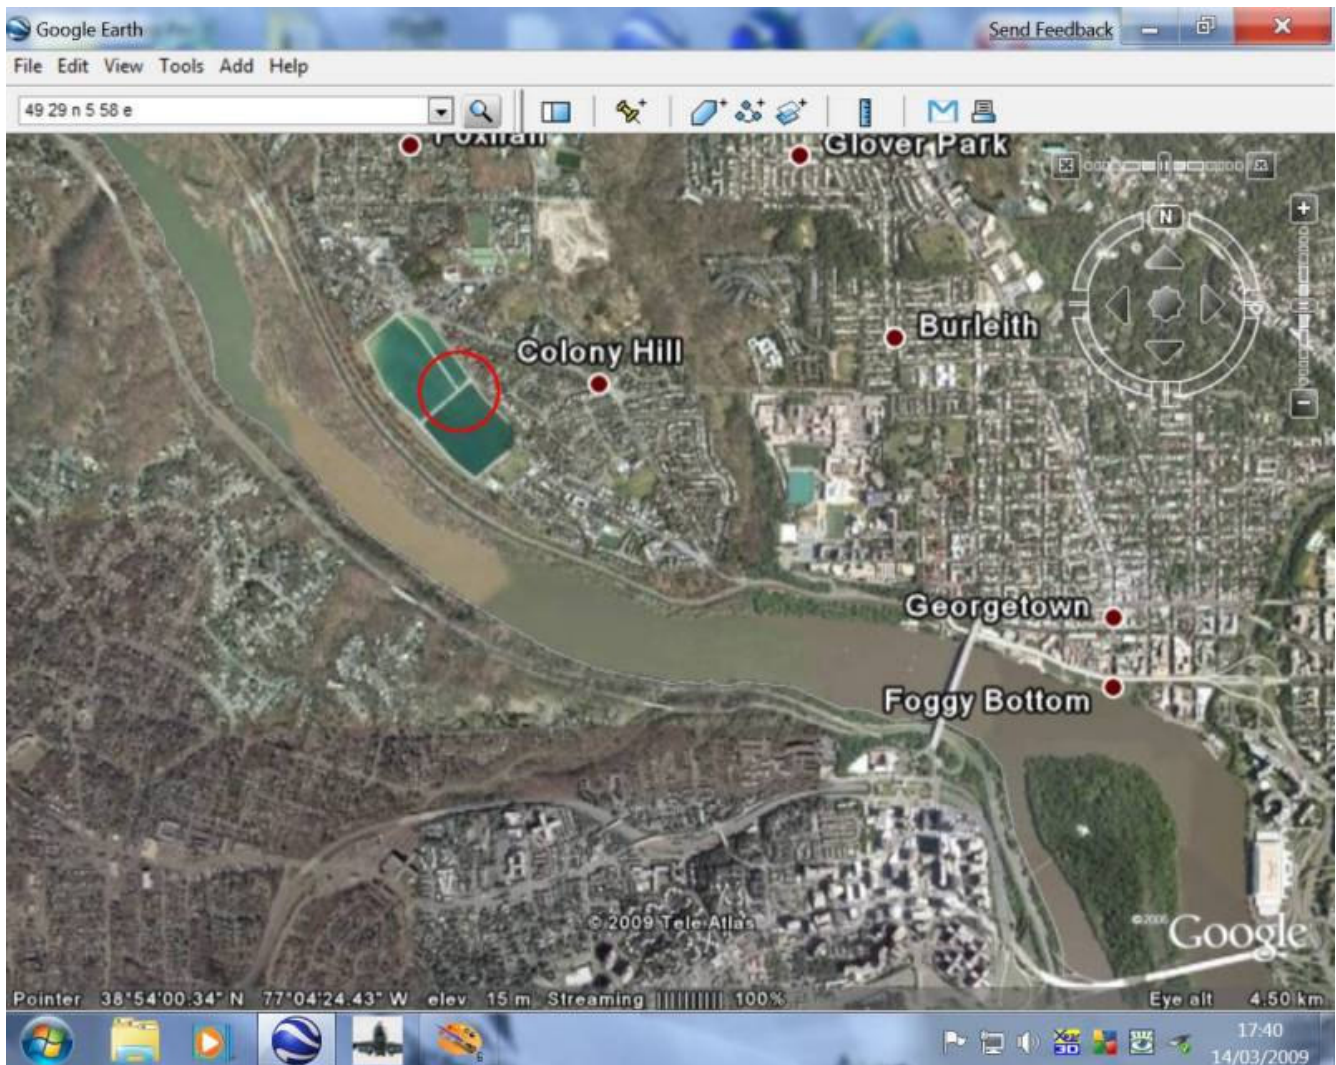 Google Earth
Send Feedback
File Edit View Tools Add Help
49 29 n 5 58 e
Foxhall
Glover Park
N
Burleith
Colony Hill
Georgetown
Foggy Bottom
© 2009 Tele Atlas
©2006 Google
Pointer 38°54'00.34" N 77°04'24.43" W elev 15 m Streaming ||||||||| 100% Eye alt 4.50 km
17:40
14/03/2009